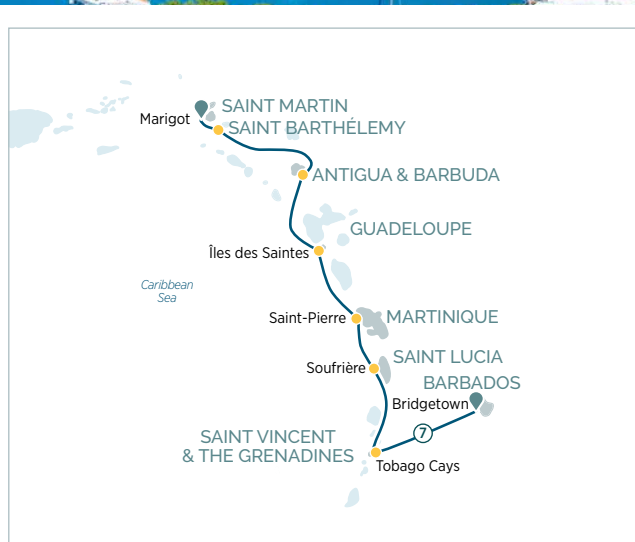 SAINT MARTIN
Marigot
SAINT BARTHÉLEMY
ANTIGUA & BARBUDA
GUADELOUPE
Îles des Saintes
Caribbean
Sea
Saint-Pierre
MARTINIQUE
SAINT LUCIA
Soufrière
BARBADOS
Bridgetown
7
SAINT VINCENT
& THE GRENADINES
Tobago Cays